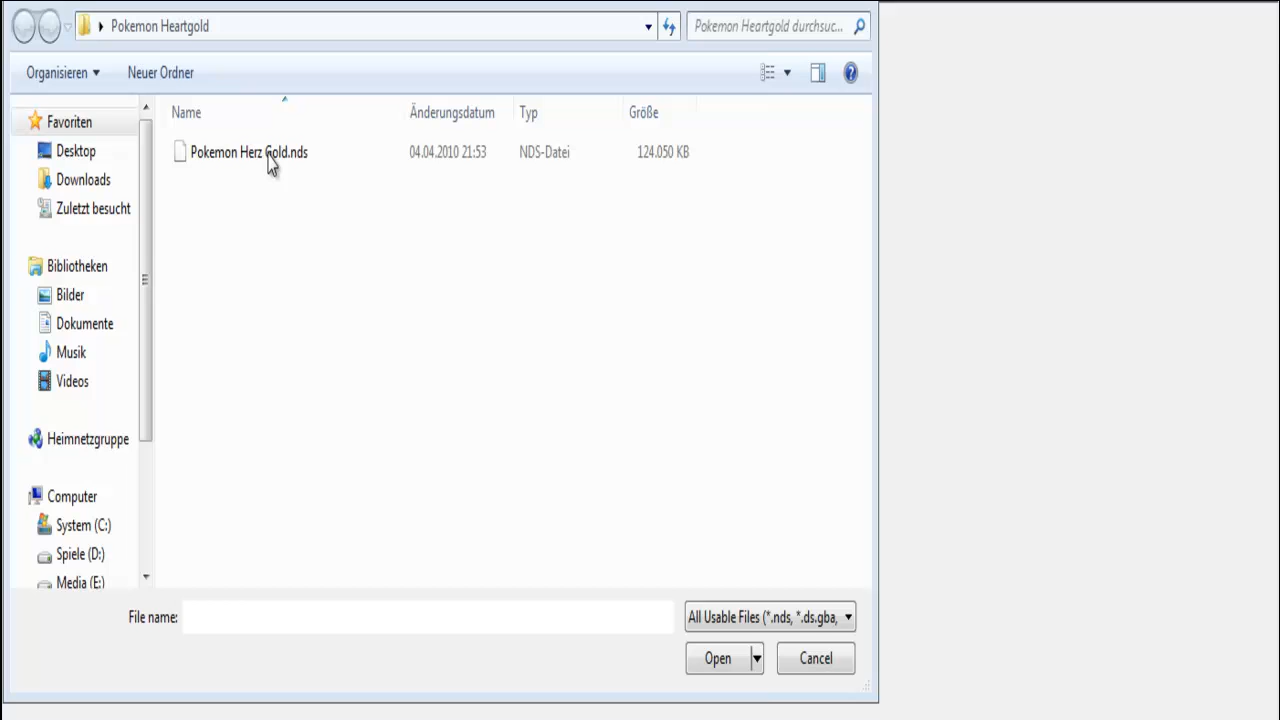 Pokemon Heartgold
Pokemon Heartgold durchsuc...
Organisieren
Neuer Ordner
Name
Änderungsdatum
Typ
Größe
Pokemon Herz Gold.nds
04.04.2010 21:53
NDS-Datei
124.050 KB
Favoriten
Desktop
Downloads
Zuletzt besucht
Bibliotheken
Bilder
Dokumente
Musik
Videos
Heimnetzgruppe
Computer
System (C:)
Spiele (D:)
Media (E:)
File name:
All Usable Files (*.nds, *.ds.gba,
Open
Cancel